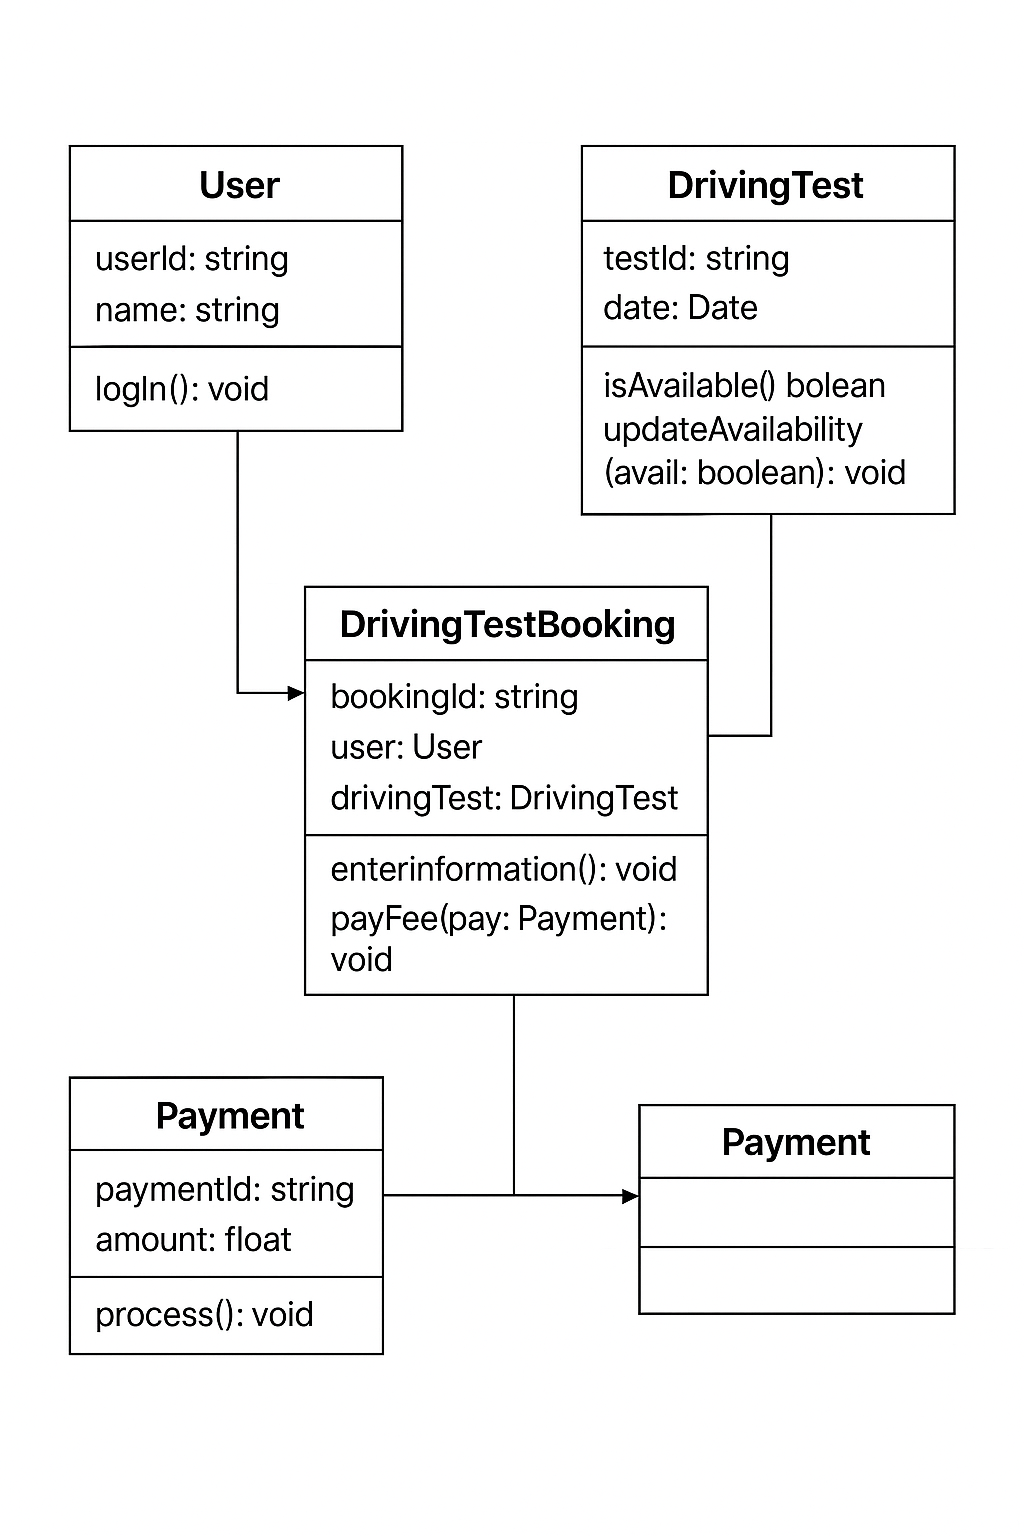 User
userId: string
name: string
logIn(): void
DrivingTest
testId: string
date: Date
isAvailable() bolean
updateAvailability
(avail: boolean): void
DrivingTestBooking
bookingId: string
user: User
drivingTest: DrivingTest
enterinformation(): void
payFee(pay: Payment):
void
Payment
paymentId: string
amount: float
process(): void
Payment